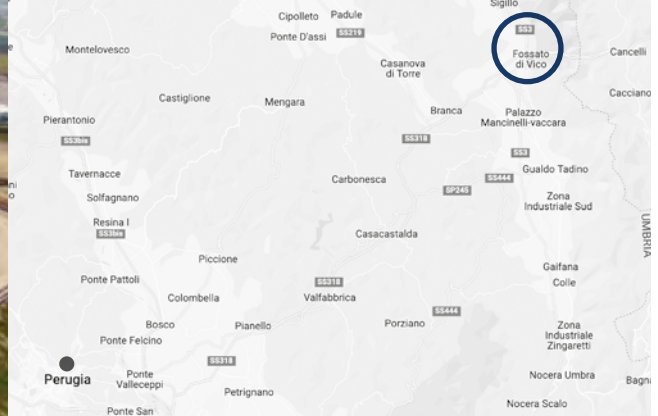 Sigillo
Cipolleto
Padule
SS3
Ponte D'assi
SS219
Montelovesco
Fossato
di Vico
Cancelli
Casanova
di Torre
Cacciano
Castiglione
Mengara
Branca
Palazzo
Mancinelli-vaccara
Pierantonio
SS3bis
SS318
SS3
Tavernacce
Gualdo Tadino
Carbonesca
SS444
SP245
Solfagnano
Zona
Industriale Sud
Resina I
SS3bis
UMBRIA
Casacastalda
Piccione
Gaifana
Ponte Pattoli
SS318
Colle
Colombella
Valfabbrica
SS444
Bosco
Pianello
Porziano
Zona
Industriale
Zingaretti
Ponte Felcino
SS318
Perugia
Ponte
Valleceppi
Nocera Umbra
Petrignano
Nocera Scalo
Ponte San